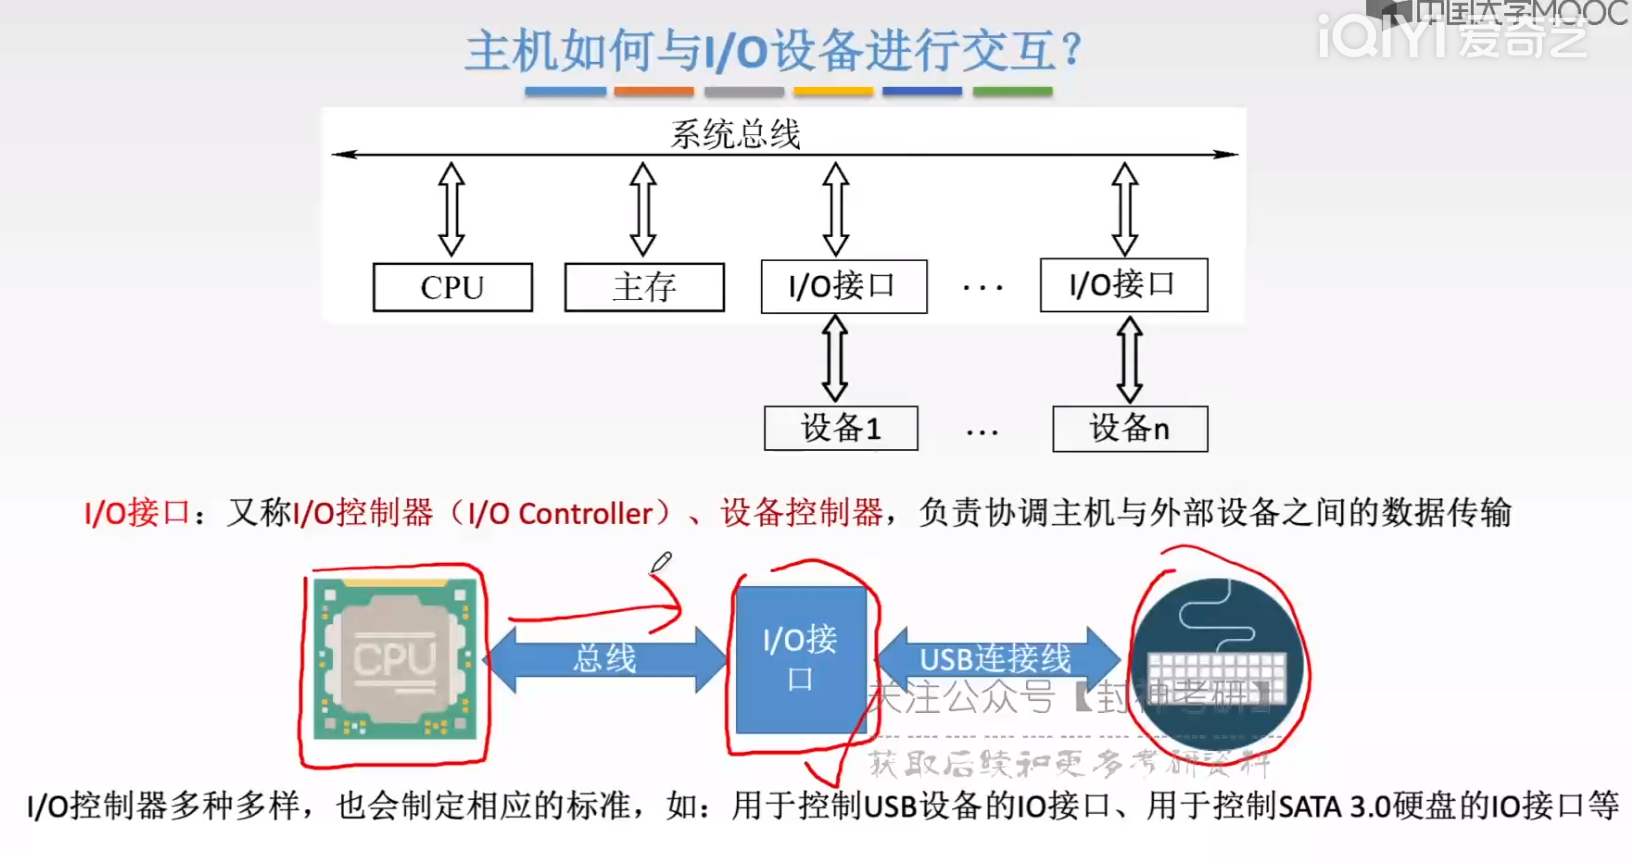 中国大学MOOC
iQIYI 爱奇艺
主机如何与I/O设备进行交互?
系统总线
CPU 主存 I/O接口 ... I/O接口
设备1 ... 设备n
I/O接口：又称I/O控制器（I/O Controller）、设备控制器，负责协调主机与外部设备之间的数据传输
CPU 总线 I/O接 USB连接线
口
关注公众号【封神考研】
获取后续和更多考研资料
I/O控制器多种多样，也会制定相应的标准，如：用于控制USB设备的IO接口、用于控制SATA 3.0硬盘的IO接口等